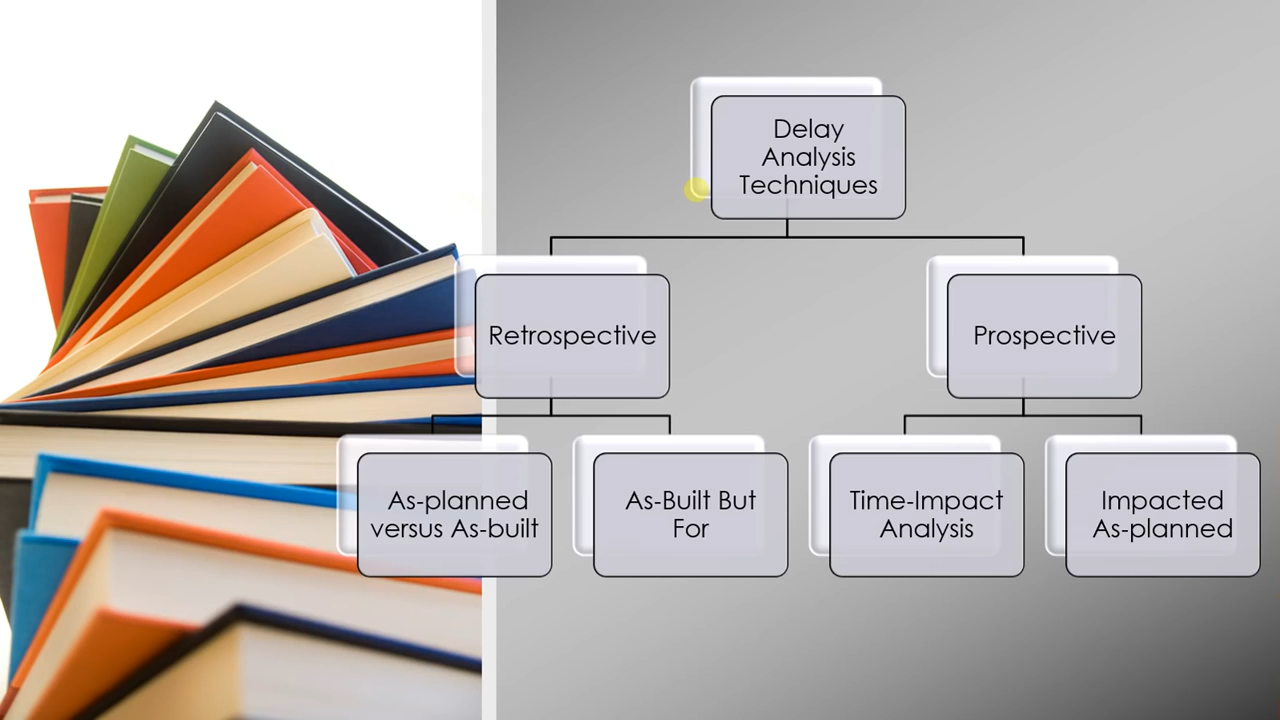 Delay
Analysis
Techniques
Retrospective
Prospective
As-planned
versus As-built
As-Built But
For
Time-Impact
Analysis
Impacted
As-planned